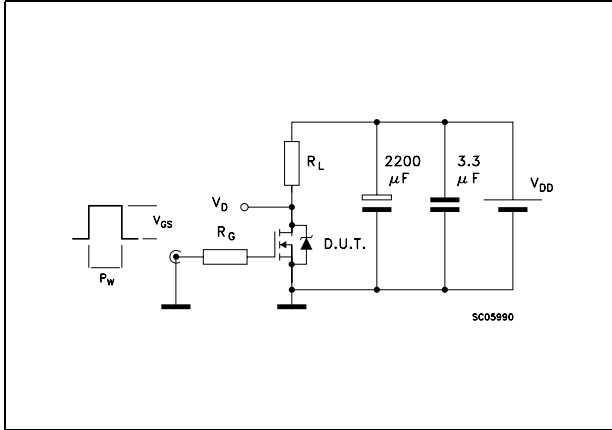 R_L
2200 μF
3.3 μF
V_DD
V_D
V_GS
R_G
D.U.T.
P_W
SC05990